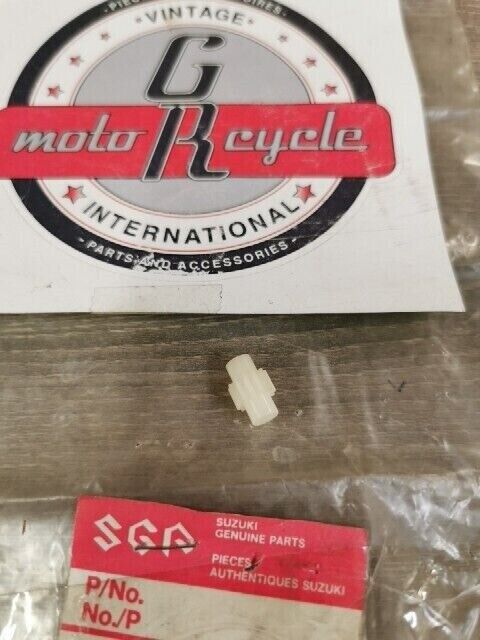 VINTAGE
G
moto R cycle
INTERNATIONAL
-PARTS AND ACCESSORIES-
SGP
SUZUKI
GENUINE PARTS
PIECES
AUTHENTIQUES SUZUKI
P/No.
No./P